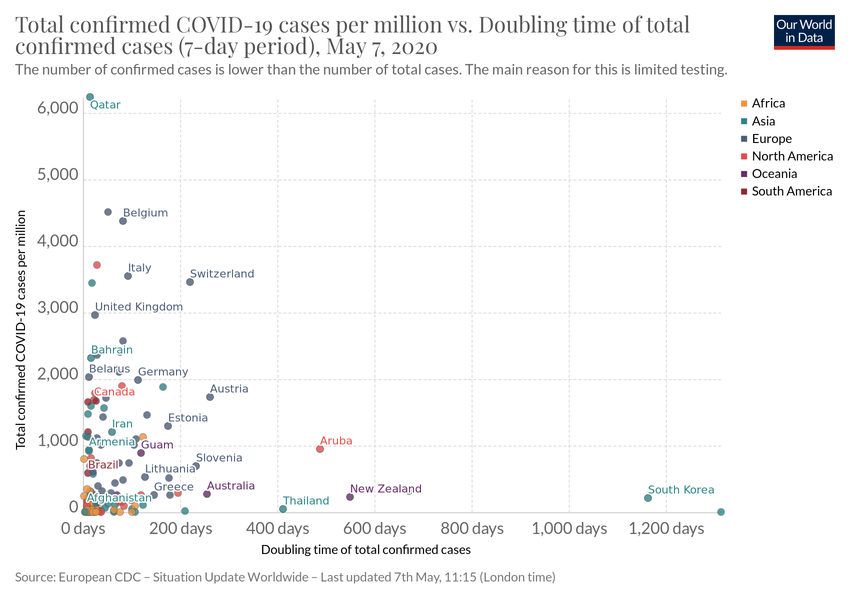 Total confirmed COVID-19 cases per million vs. Doubling time of total
confirmed cases (7-day period), May 7, 2020
The number of confirmed cases is lower than the number of total cases. The main reason for this is limited testing.
Our World
in Data
Africa
Asia
Europe
North America
Oceania
South America
Total confirmed COVID-19 cases per million
6,000
5,000
4,000
3,000
2,000
1,000
0
Qatar
Belgium
Italy
Switzerland
United Kingdom
Bahrain
Belarus
Germany
Canada
Austria
Iran
Estonia
Armenia
Guam
Aruba
Brazil
Slovenia
Lithuania
Greece
Australia
New Zealand
South Korea
Afghanistan
Thailand
0 days
200 days
400 days
600 days
800 days
1,000 days
1,200 days
Doubling time of total confirmed cases
Source: European CDC – Situation Update Worldwide – Last updated 7th May, 11:15 (London time)